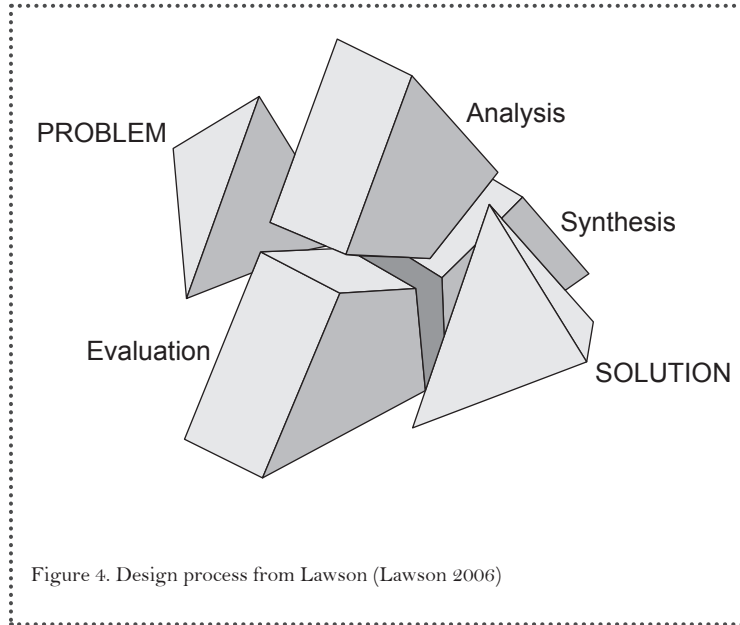 PROBLEM
Analysis
Synthesis
Evaluation
SOLUTION
Figure 4. Design process from Lawson (Lawson 2006)